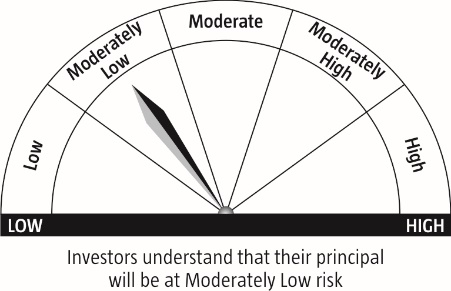 Moderate
Moderately
Low
Moderately
High
Low
High
LOW
HIGH
Investors understand that their principal
will be at Moderately Low risk